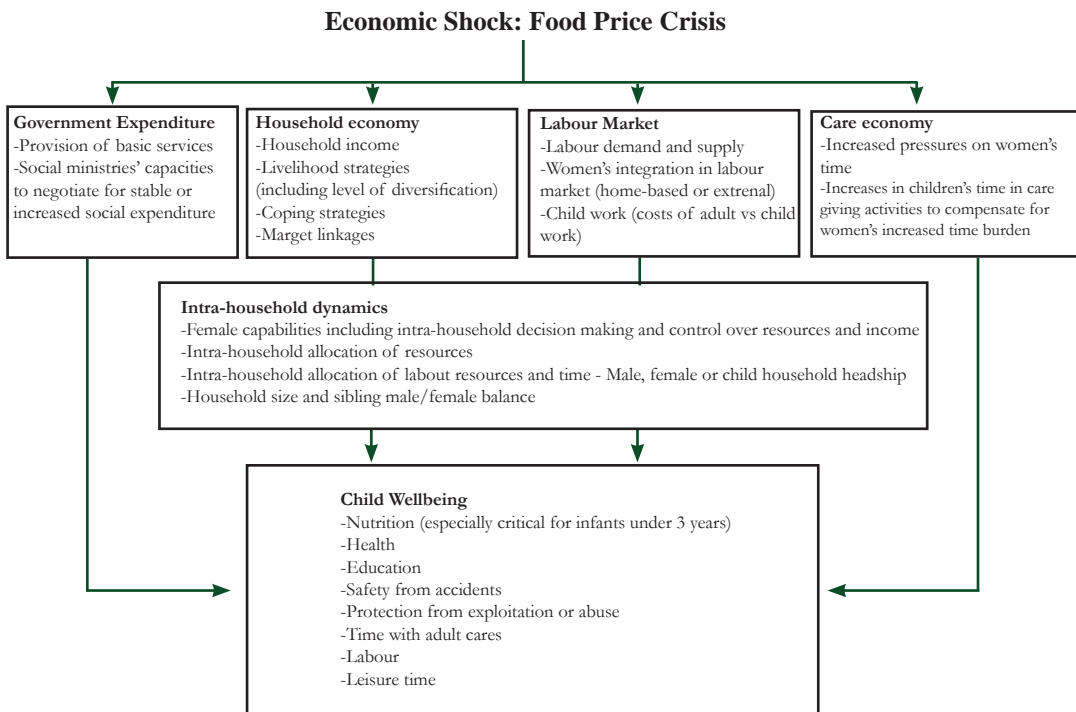 Economic Shock: Food Price Crisis
Government Expenditure
-Provision of basic services
-Social ministries’ capacities
to negotiate for stable or
increased social expenditure
Household economy
-Household income
-Livelihood strategies
(including level of diversification)
-Coping strategies
-Marget linkages
Labour Market
-Labour demand and supply
-Women’s integration in labour
market (home-based or extrenal)
-Child work (costs of adult vs child
work)
Care economy
-Increased pressures on women’s
time
-Increases in children’s time in care
giving activities to compensate for
women’s increased time burden
Intra-household dynamics
-Female capabilities including intra-household decision making and control over resources and income
-Intra-household allocation of resources
-Intra-household allocation of labout resources and time - Male, female or child household headship
-Household size and sibling male/female balance
Child Wellbeing
-Nutrition (especially critical for infants under 3 years)
-Health
-Education
-Safety from accidents
-Protection from exploitation or abuse
-Time with adult cares
-Labour
-Leisure time